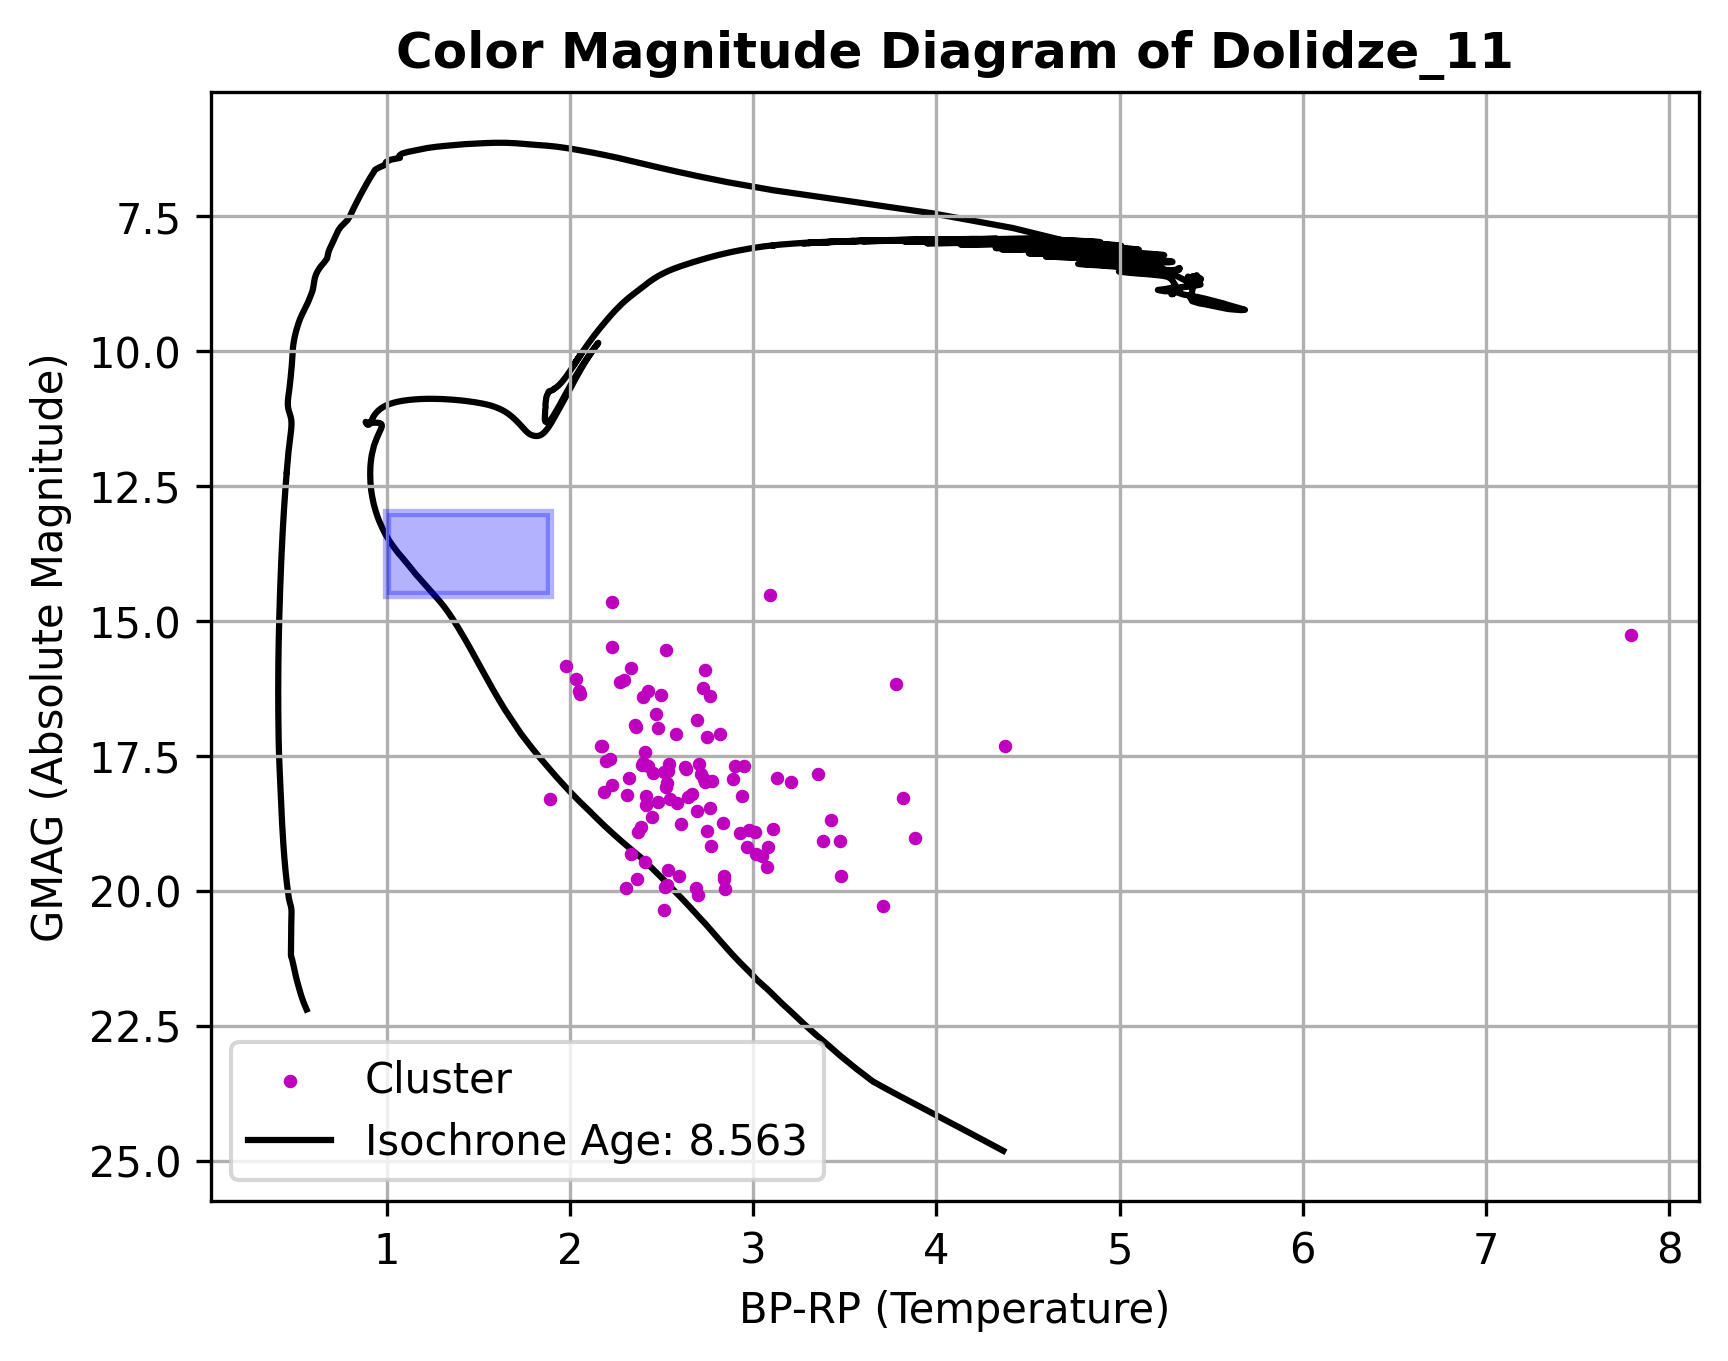 Color Magnitude Diagram of Dolidze_11
GMAG (Absolute Magnitude)
7.5
10.0
12.5
15.0
17.5
20.0
22.5
25.0
Cluster
Isochrone Age: 8.563
1 2 3 4 5 6 7 8
BP-RP (Temperature)